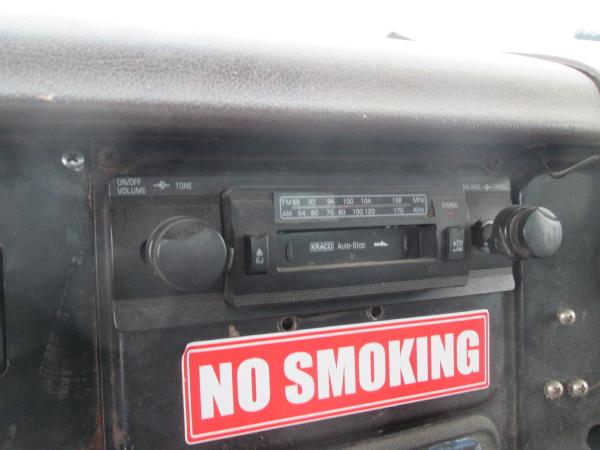 ON/OFF
VOLUME TONE
BALANCE
FM 88 92 96 100 104 108 MHz
AM 54 60 70 80 100 120 170 KHz
STEREO
EJ
KRACO Auto-Stop
NO SMOKING